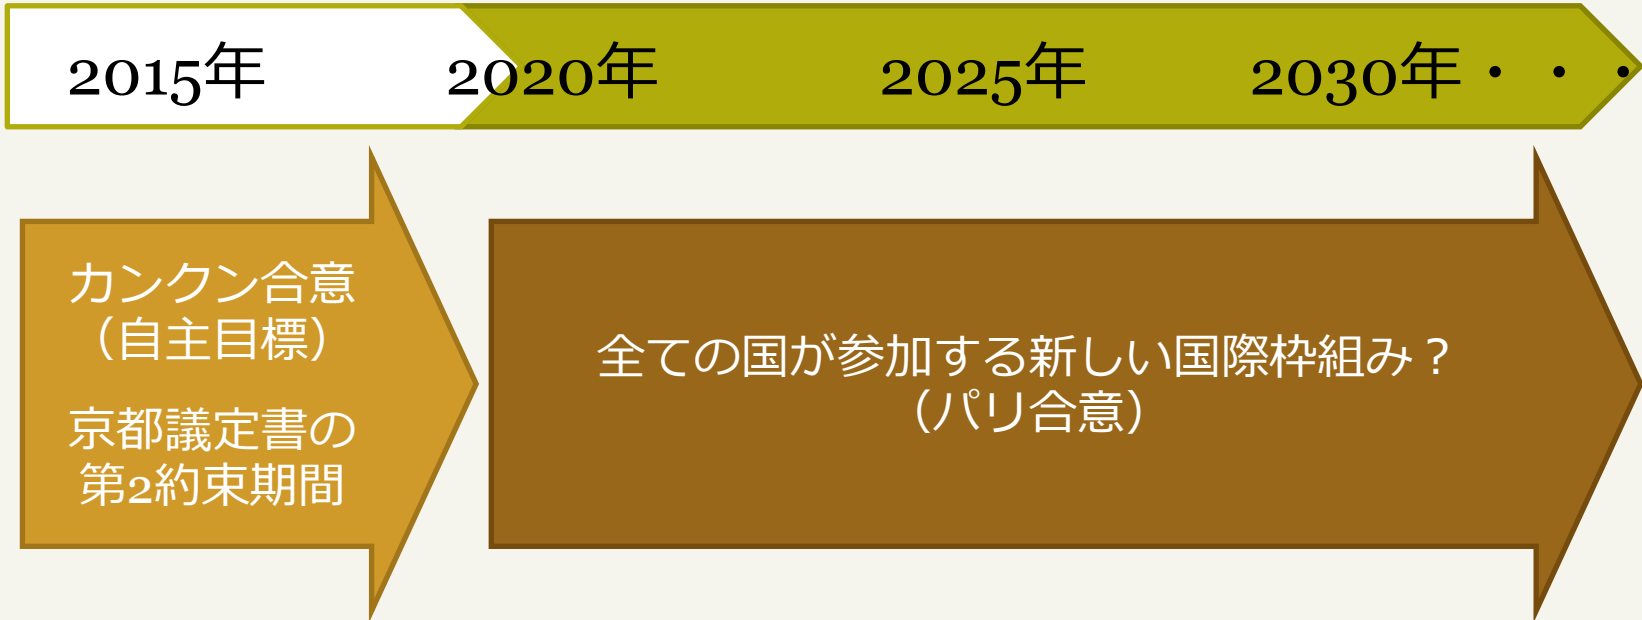 2015年 2020年 2025年 2030年・・・
カンクン合意
（自主目標）
京都議定書の
第2約束期間
全ての国が参加する新しい国際枠組み？
（パリ合意）